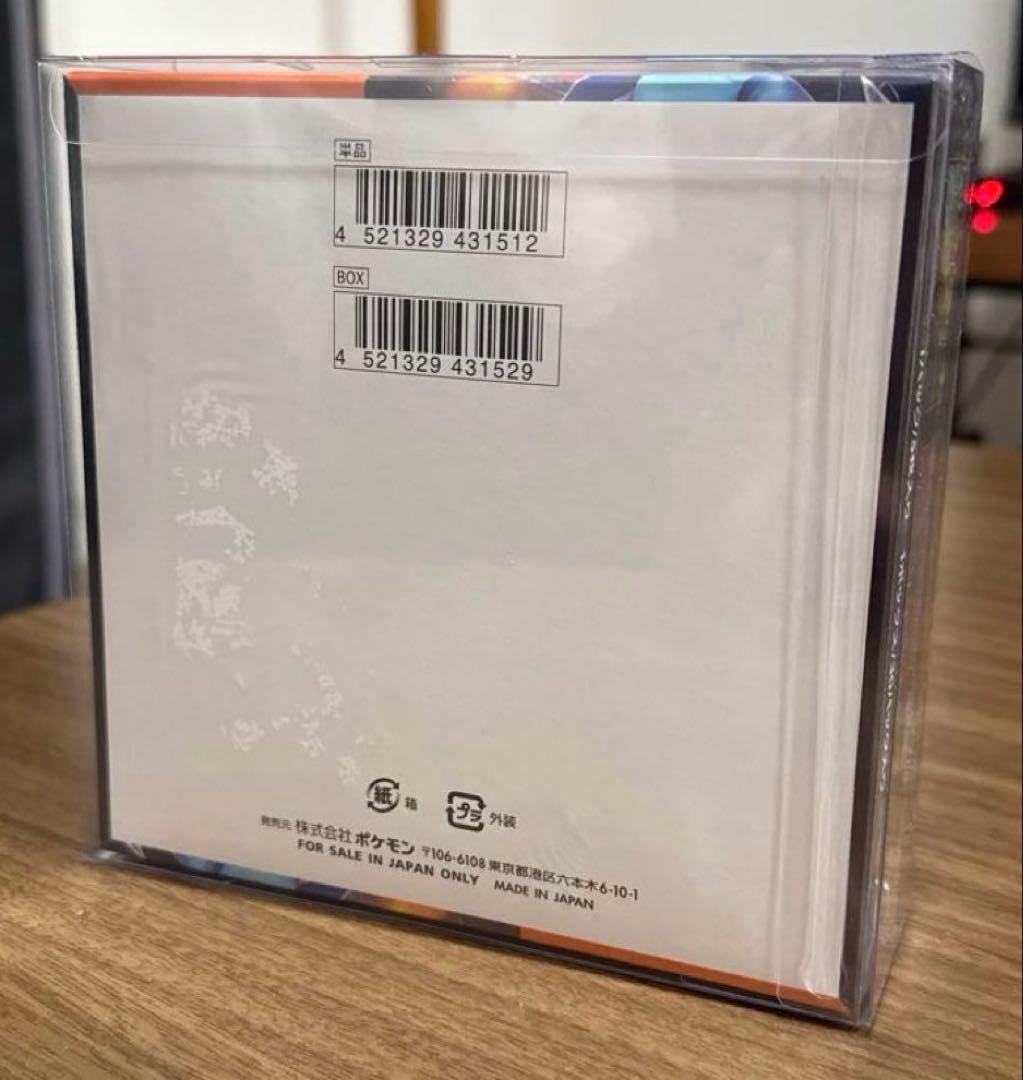 単品
4 521329 431512
BOX
4 521329 431529
紙 箱 プラ 外装
発売元 株式会社 ポケモン 〒106-6108 東京都港区六本木6-10-1
FOR SALE IN JAPAN ONLY MADE IN JAPAN